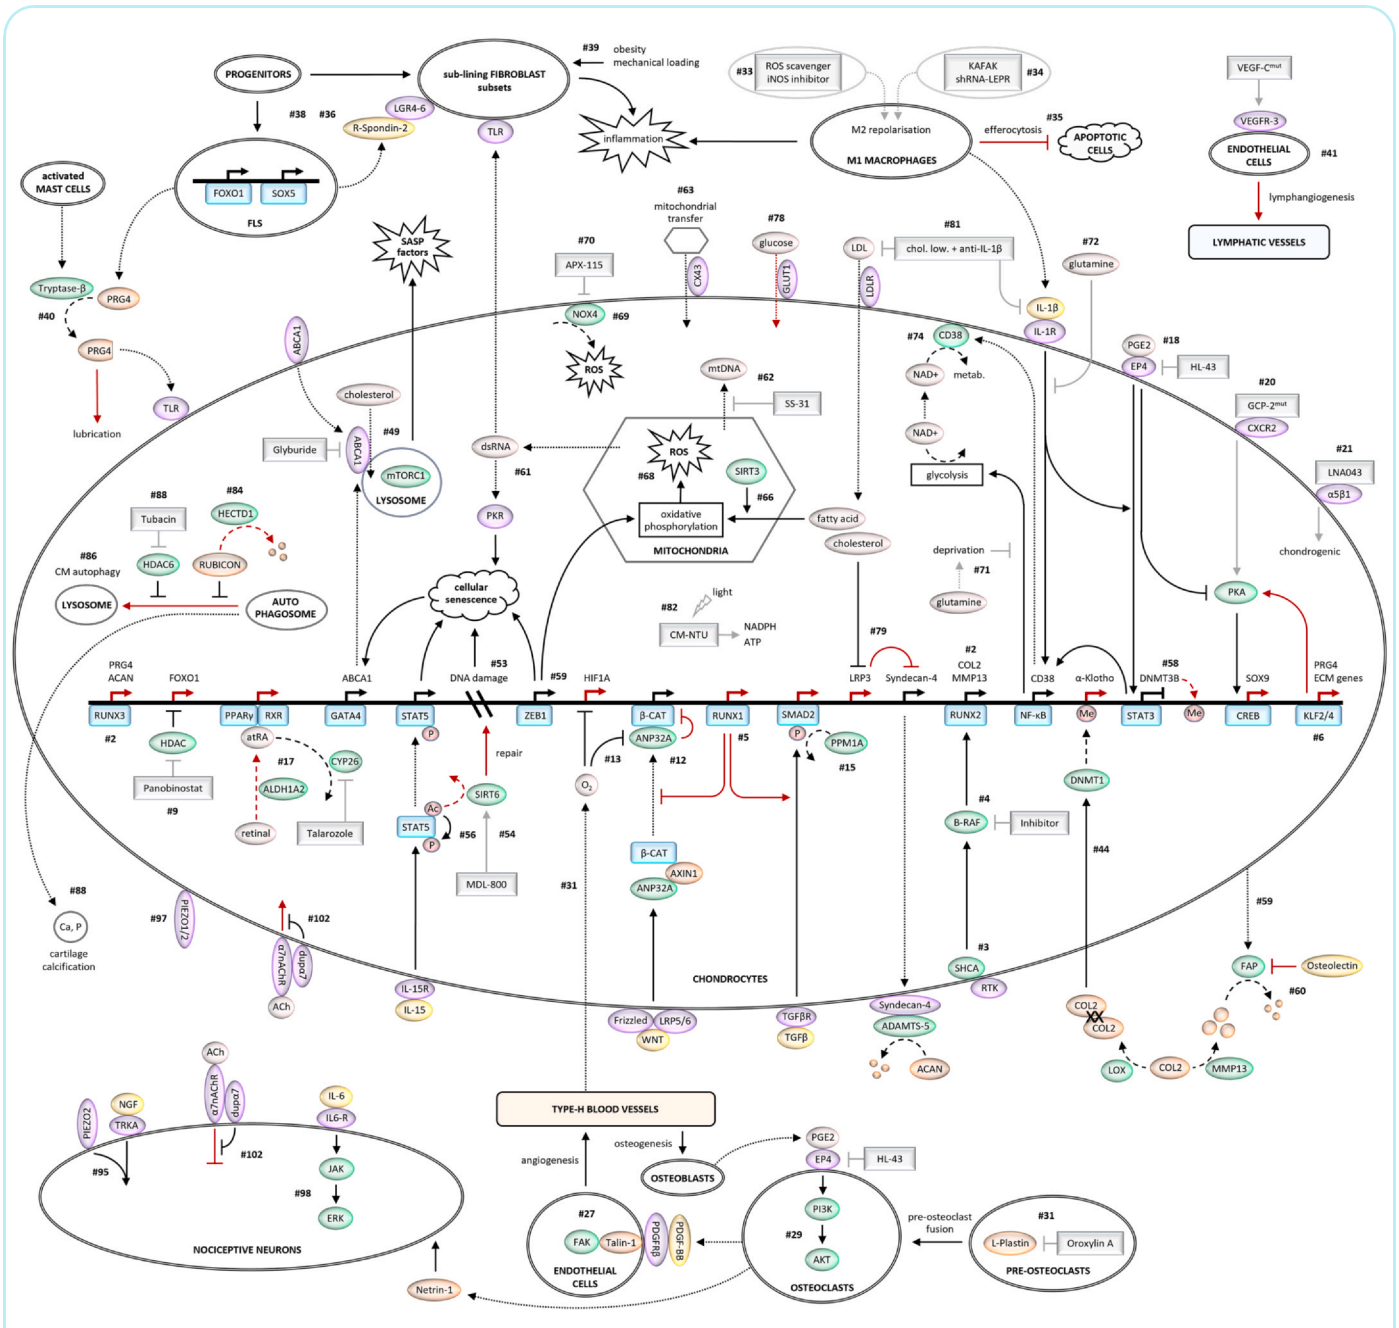 #39
obesity
mechanical loading
PROGENITORS
sub-lining FIBROBLAST
subsets
#33
ROS scavenger
iNOS inhibitor
KAFAK
shRNA-LEPR
#34
VEGF-Cmut
#38
#36
LGR4-6
R-Spondin-2
TLR
inflammation
M2 repolarisation
M1 MACROPHAGES
efferocytosis
#35
APOPTOTIC
CELLS
VEGFR-3
ENDOTHELIAL
CELLS
#41
activated
MAST CELLS
FOXO1
SOX5
FLS
lymphangiogenesis
LYMPHATIC VESSELS
#63
mitochondrial
transfer
#78
glucose
SASP
factors
#70
APX-115
CX43
GLUT1
LDL
LDLR
#81
chol. low. + anti-IL-1β
#72
glutamine
Tryptase-β
PRG4
#40
NOX4
#69
ROS
IL-1β
IL-1R
ABCA1
PRG4
lubrication
TLR
#74
CD38
NAD+
metab.
PGE2
EP4
#18
HL-43
mtDNA
#62
SS-31
cholesterol
#49
Glyburide
ABCA1
mTORC1
LYSOSOME
#20
GCP-2mut
CXCR2
NAD+
glycolysis
dsRNA
#61
ROS
#68
SIRT3
#66
oxidative
phosphorylation
MITOCHONDRIA
#21
LNA043
α5β1
chondrogenic
#88
Tubacin
#84
HECTD1
PKR
fatty acid
cholesterol
#86
CM autophagy
HDAC6
RUBICON
deprivation
#71
glutamine
LYSOSOME
AUTO
PHAGOSOME
cellular
senescence
PKA
light
#82
CM-NTU
NADPH
ATP
#79
PRG4
ACAN
FOXO1
ABCA1
DNA damage
#53
#59
HIF1A
LRP3
Syndecan-4
#2
COL2
MMP13
CD38
α-Klotho
#58
DNMT3B
SOX9
PRG4
ECM genes
RUNX3
PPARγ
RXR
GATA4
STAT5
P
ZEB1
β-CAT
ANP32A
RUNX1
SMAD2
P
RUNX2
NF-κB
Me
STAT3
Me
CREB
KLF2/4
#2
HDAC
atRA
#17
CYP26
repair
#13
#12
#5
PPM1A
#15
#6
Panobinostat
#9
ALDH1A2
retinal
Talarozole
O2
DNMT1
Ac
STAT5
P
#56
SIRT6
#54
MDL-800
#4
B-RAF
Inhibitor
#44
β-CAT
AXIN1
ANP32A
#31
#88
Ca, P
cartilage
calcification
#97
PIEZO1/2
#102
α7nAChR
dupα7
ACh
#3
SHCA
RTK
CHONDROCYTES
#59
FAP
Osteolectin
#60
IL-15R
IL-15
Frizzled
LRP5/6
WNT
TGFβR
TGFβ
Syndecan-4
ADAMTS-5
ACAN
COL2
XX
COL2
LOX
COL2
MMP13
ACh
α7nAChR
dupα7
PIEZO2
NGF
TRKA
#95
#102
IL-6
IL6-R
JAK
#98
ERK
NOCICEPTIVE NEURONS
TYPE-H BLOOD VESSELS
angiogenesis
osteogenesis
OSTEOBLASTS
PGE2
EP4
HL-43
PI3K
#29
AKT
OSTEOCLASTS
pre-osteoclast
fusion
#31
L-Plastin
Oroxylin A
PRE-OSTEOCLASTS
#27
FAK
Talin-1
ENDOTHELIAL
CELLS
PDGFRβ
PDGF-BB
Netrin-1